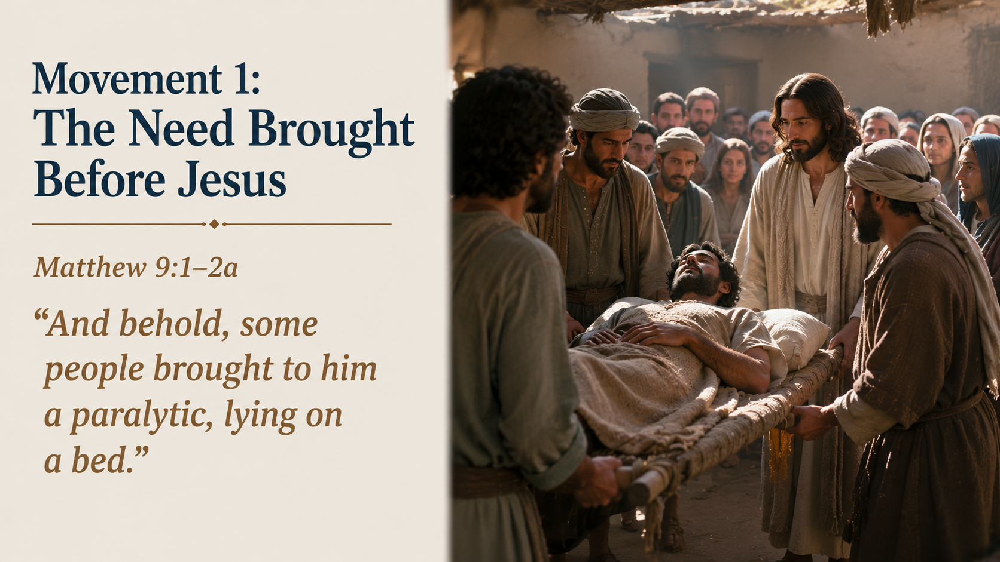 Movement 1:
The Need Brought
Before Jesus
Matthew 9:1–2a
“And behold, some
people brought to him
a paralytic, lying on
a bed.”